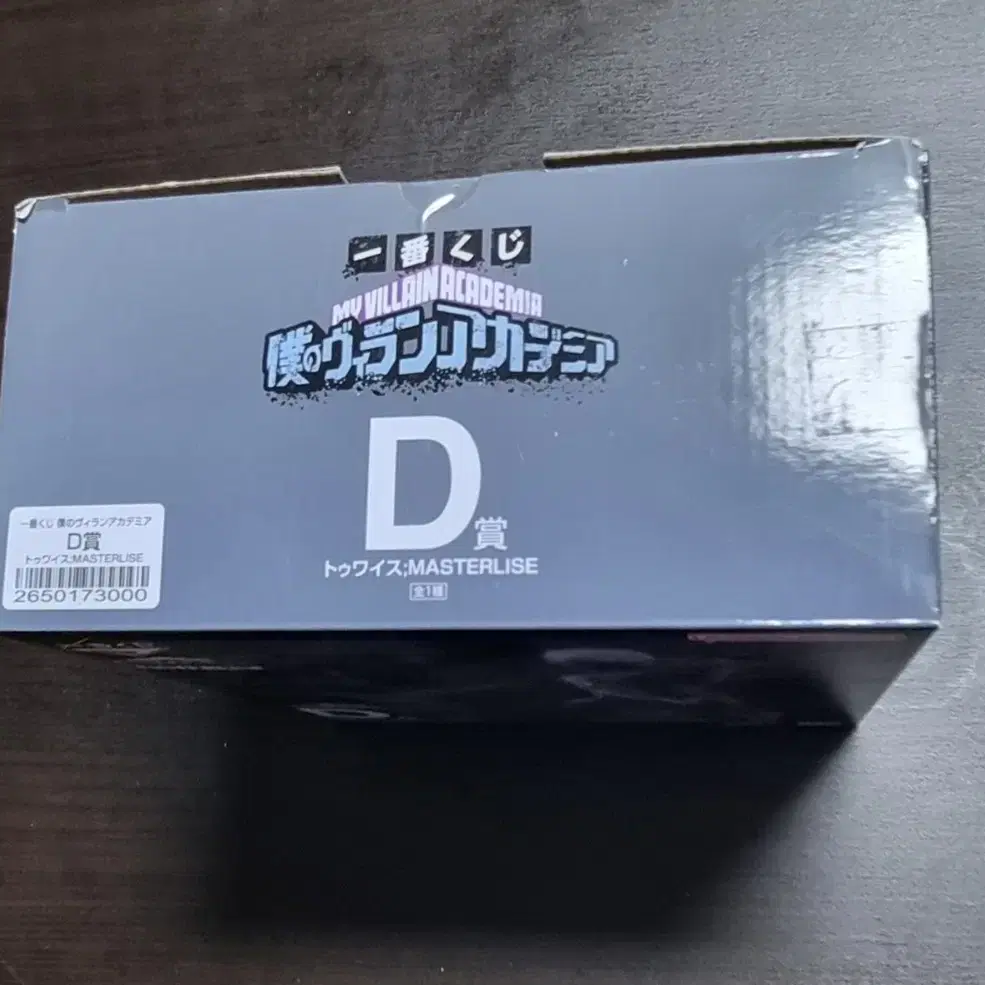 一番くじ
MY VILLAIN ACADEMIA
僕のヴィランアカデミア
D賞
トゥワイス;MASTERLISE
全1種
一番くじ 僕のヴィランアカデミア
D賞
トゥワイス;MASTERLISE
2650173000